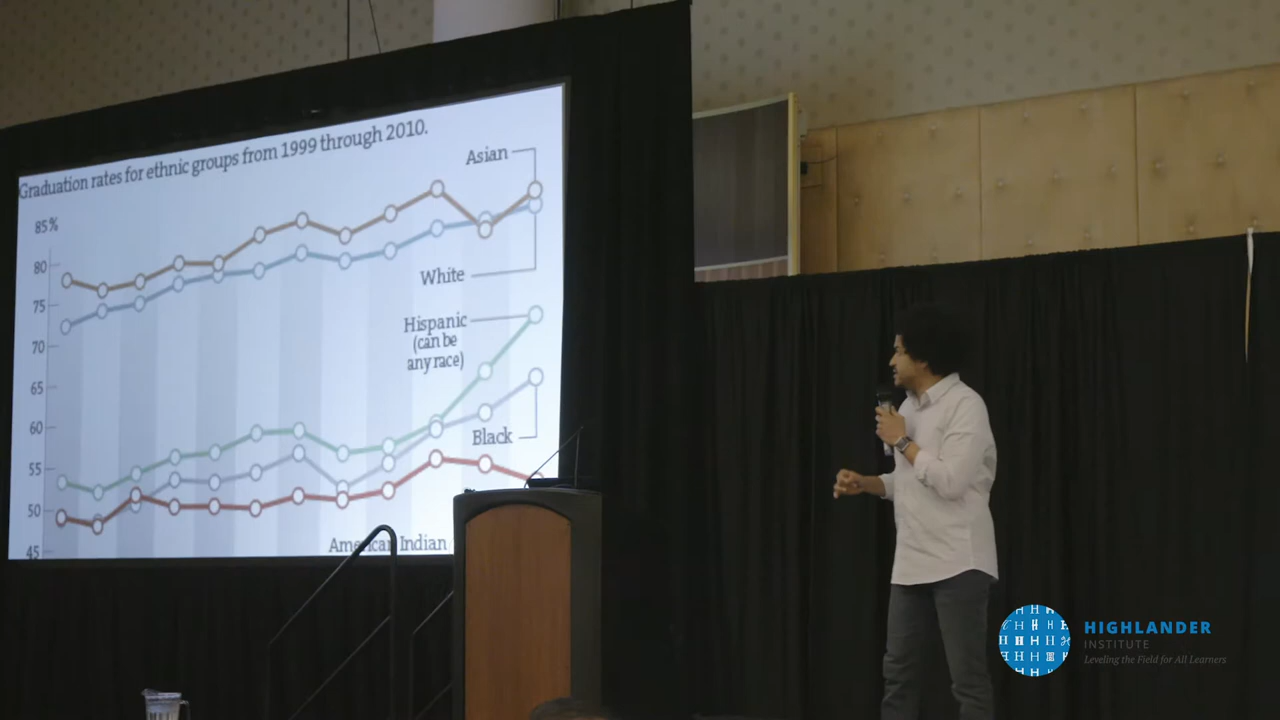 Graduation rates for ethnic groups from 1999 through 2010.
85%
80
75
70
65
60
55
50
45
Asian
White
Hispanic
(can be
any race)
Black
American Indian
HIGHLANDER
INSTITUTE
Leveling the Field for All Learners